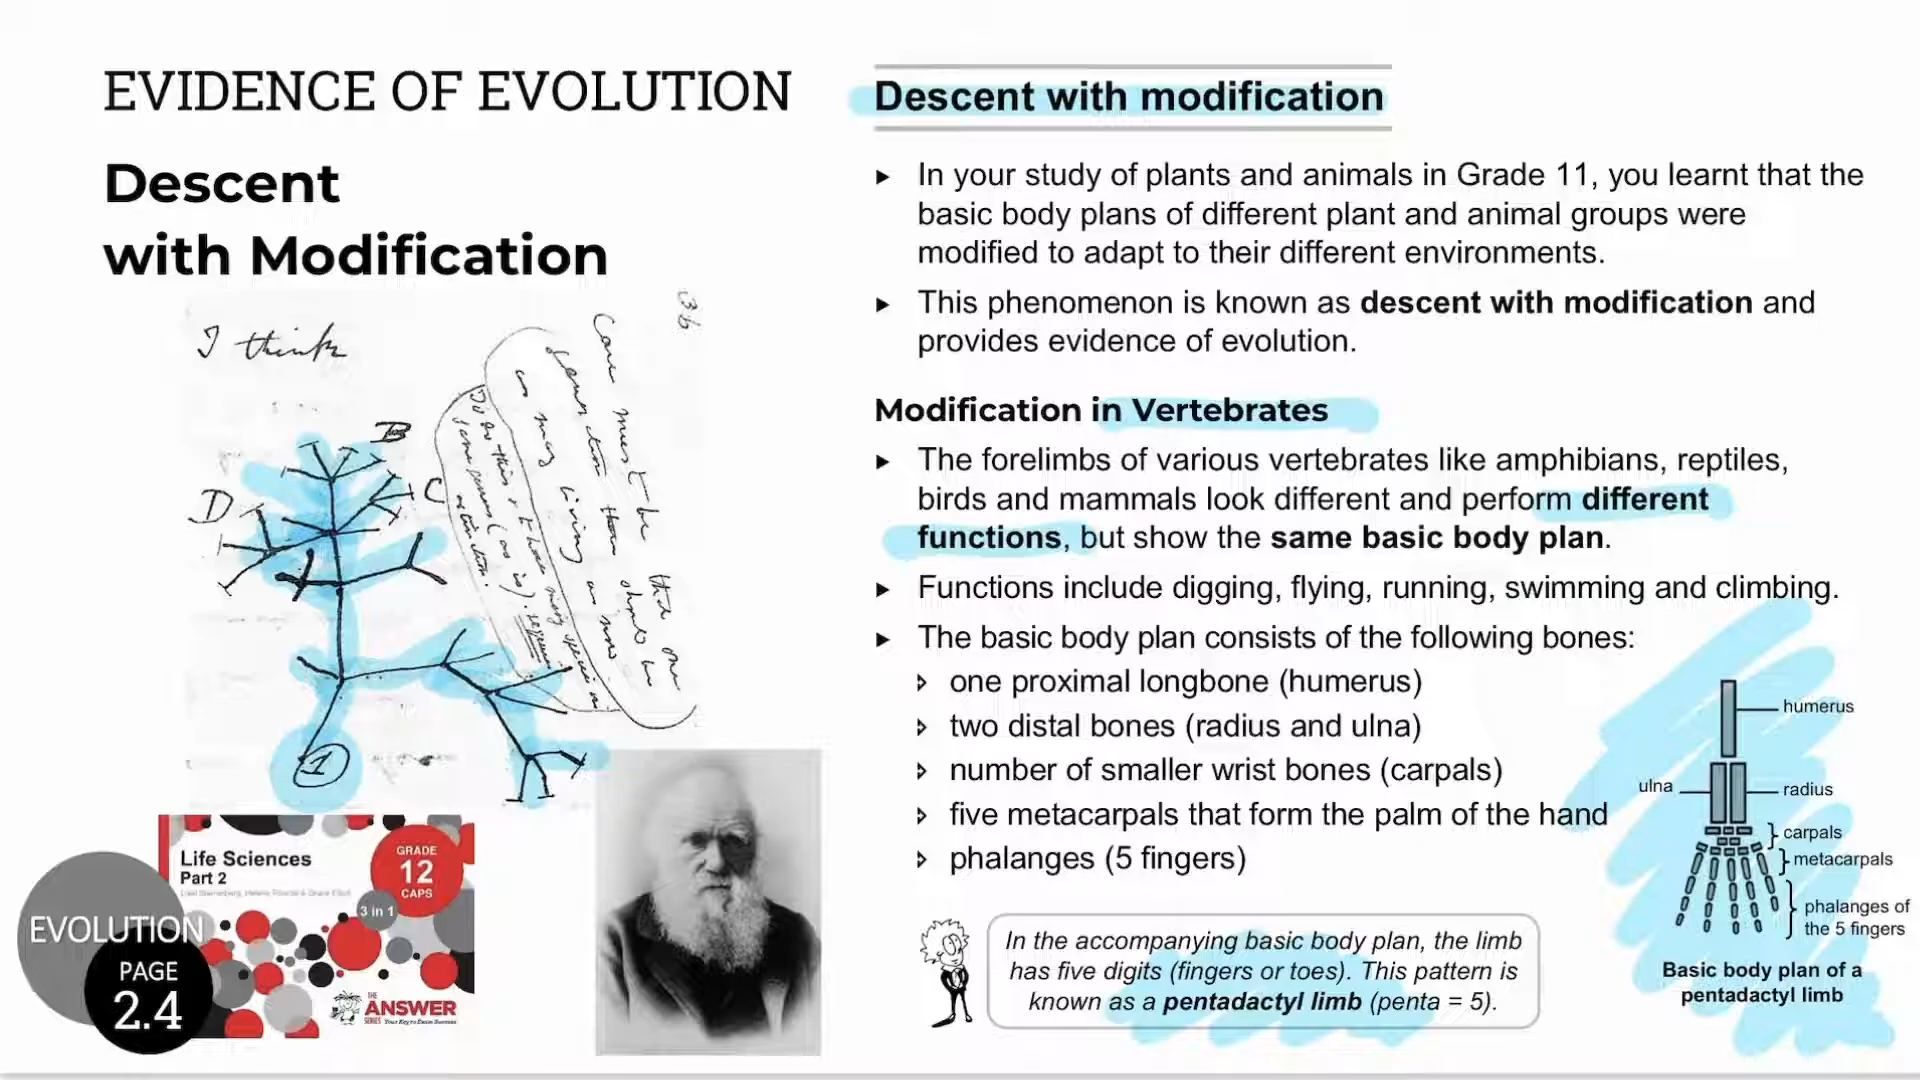 EVIDENCE OF EVOLUTION
Descent
with Modification
36
I think
B
C
D
1
Life Sciences
Part 2
GRADE
12
CAPS
3 in 1
EVOLUTION
PAGE
2.4
THE
ANSWER
SERIES Your Key to Exam Success
Descent with modification
▸ In your study of plants and animals in Grade 11, you learnt that the
basic body plans of different plant and animal groups were
modified to adapt to their different environments.
▸ This phenomenon is known as descent with modification and
provides evidence of evolution.
Modification in Vertebrates
▸ The forelimbs of various vertebrates like amphibians, reptiles,
birds and mammals look different and perform different
functions, but show the same basic body plan.
▸ Functions include digging, flying, running, swimming and climbing.
▸ The basic body plan consists of the following bones:
▹ one proximal longbone (humerus)
▹ two distal bones (radius and ulna)
▹ number of smaller wrist bones (carpals)
▹ five metacarpals that form the palm of the hand
▹ phalanges (5 fingers)
In the accompanying basic body plan, the limb
has five digits (fingers or toes). This pattern is
known as a pentadactyl limb (penta = 5).
humerus
ulna
radius
carpals
metacarpals
phalanges of
the 5 fingers
Basic body plan of a
pentadactyl limb